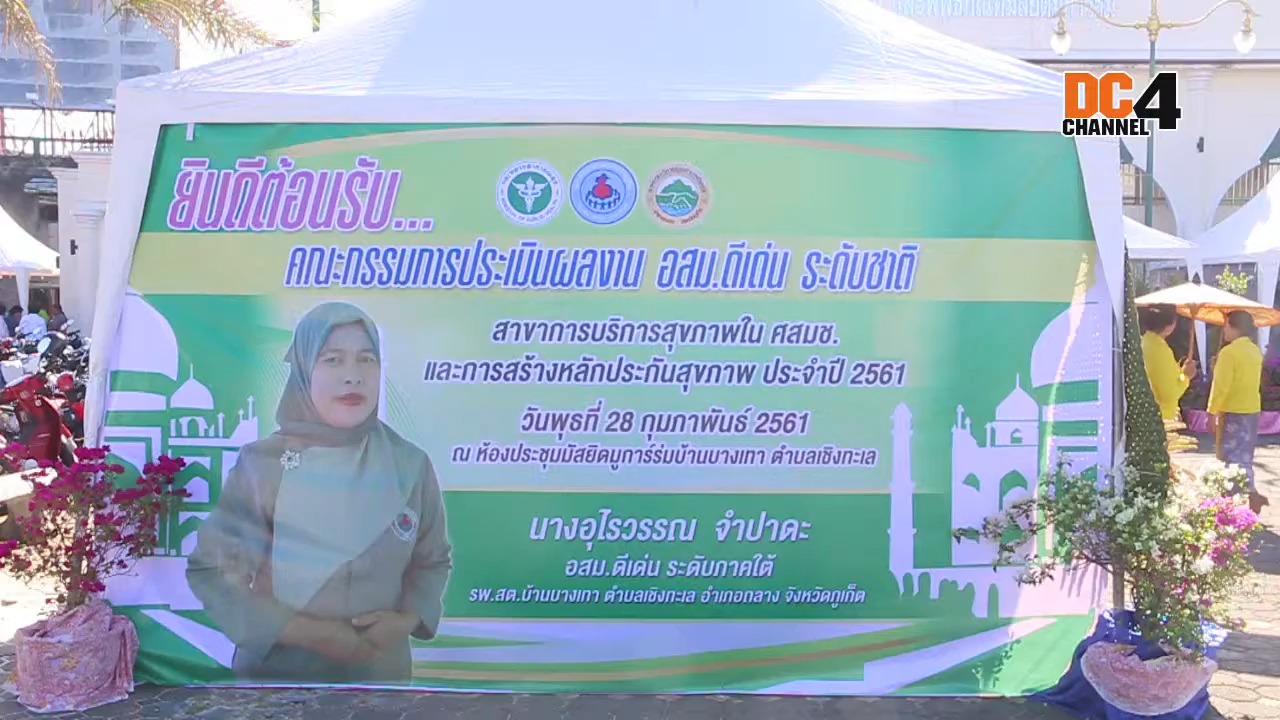 DC4
CHANNEL
ยินดีต้อนรับ...
คณะกรรมการประเมินผลงาน อสม.ดีเด่น ระดับชาติ
สาขาการบริการสุขภาพใน ศสมช.
และการสร้างหลักประกันสุขภาพ ประจำปี 2561
วันพุธที่ 28 กุมภาพันธ์ 2561
ณ ห้องประชุมมัสยิดมูการ์ร่มบ้านบางเทา ตำบลเชิงทะเล
นางอุไรวรรณ จำปาดะ
อสม.ดีเด่น ระดับภาคใต้
รพ.สต.บ้านบางเทา ตำบลเชิงทะเล อำเภอถลาง จังหวัดภูเก็ต